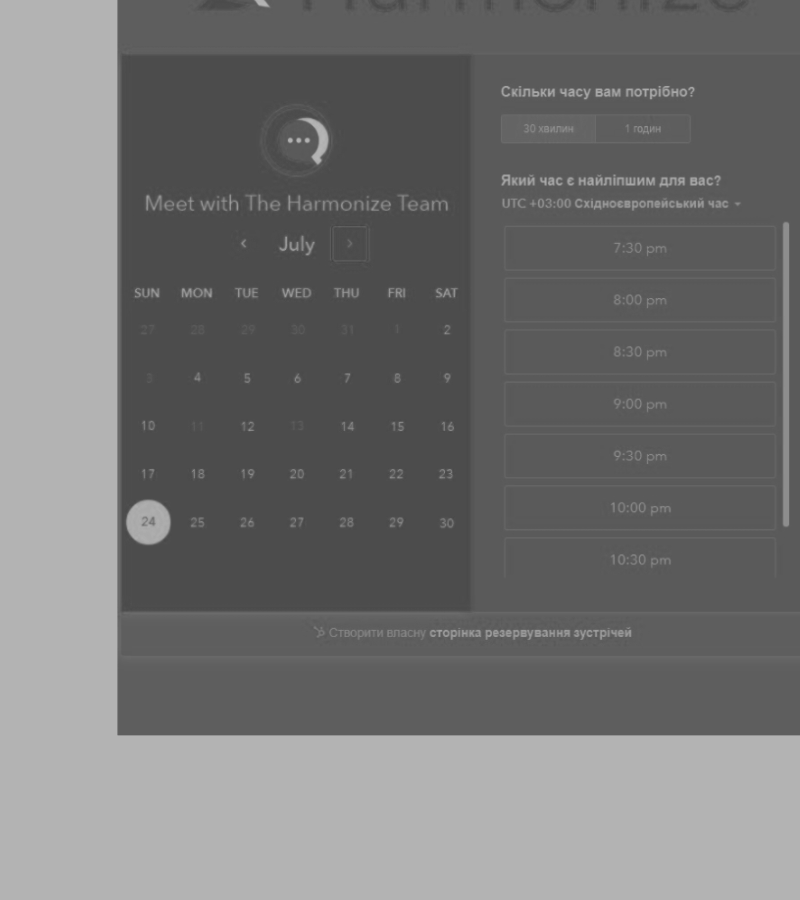 Harmonize
Meet with The Harmonize Team
July
SUN MON TUE WED THU FRI SAT
27 28 29 30 31 1 2
3 4 5 6 7 8 9
10 11 12 13 14 15 16
17 18 19 20 21 22 23
24 25 26 27 28 29 30
Скільки часу вам потрібно?
30 хвилин 1 годин
Який час є найліпшим для вас?
UTC +03:00 Східноєвропейський час
7:30 pm
8:00 pm
8:30 pm
9:00 pm
9:30 pm
10:00 pm
10:30 pm
Створити власну сторінка резервування зустрічей